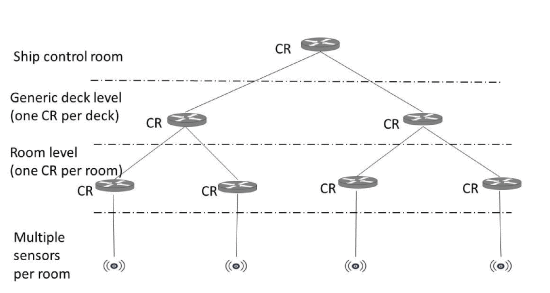 Ship control room
CR
Generic deck level
(one CR per deck)
CR
CR
Room level
(one CR per room)
CR
CR
CR
CR
Multiple
sensors
per room